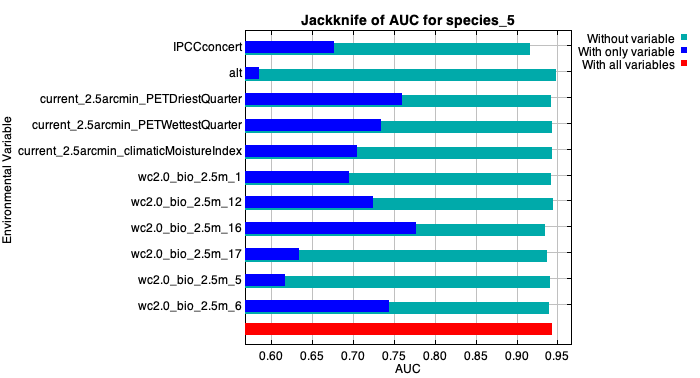 Jackknife of AUC for species_5
Without variable
With only variable
With all variables
Environmental Variable
IPCCconcert
alt
current_2.5arcmin_PETDriestQuarter
current_2.5arcmin_PETWettestQuarter
current_2.5arcmin_climaticMoistureIndex
wc2.0_bio_2.5m_1
wc2.0_bio_2.5m_12
wc2.0_bio_2.5m_16
wc2.0_bio_2.5m_17
wc2.0_bio_2.5m_5
wc2.0_bio_2.5m_6
0.60 0.65 0.70 0.75 0.80 0.85 0.90 0.95
AUC